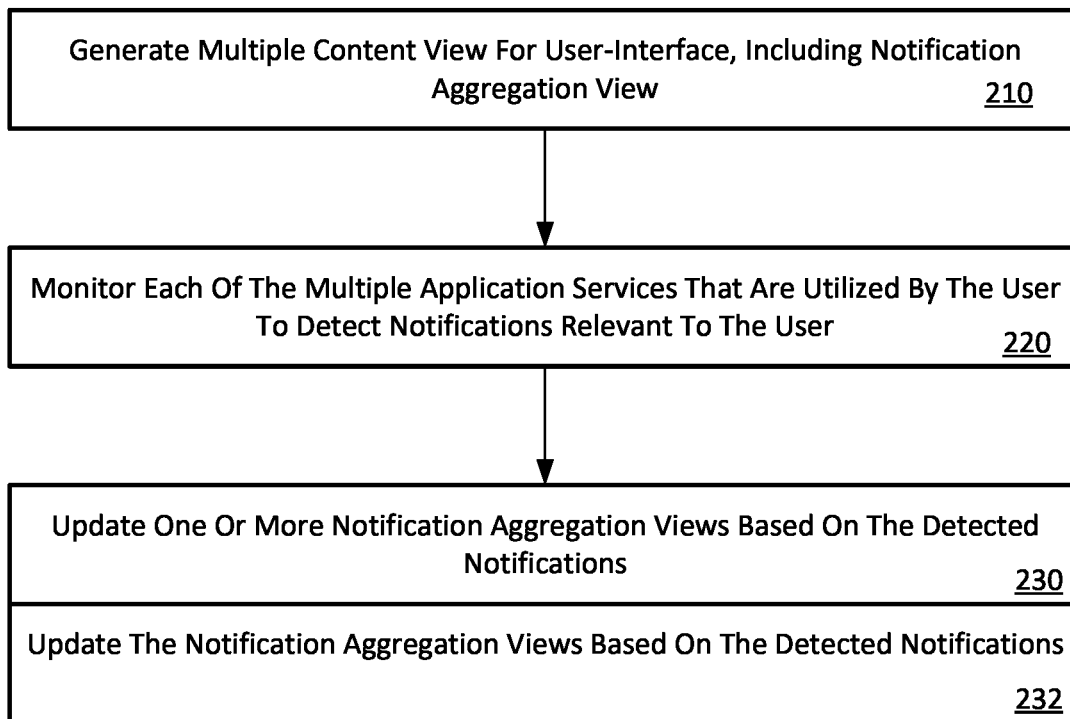 Generate Multiple Content View For User-Interface, Including Notification
Aggregation View
210
Monitor Each Of The Multiple Application Services That Are Utilized By The User
To Detect Notifications Relevant To The User
220
Update One Or More Notification Aggregation Views Based On The Detected
Notifications
230
Update The Notification Aggregation Views Based On The Detected Notifications
232